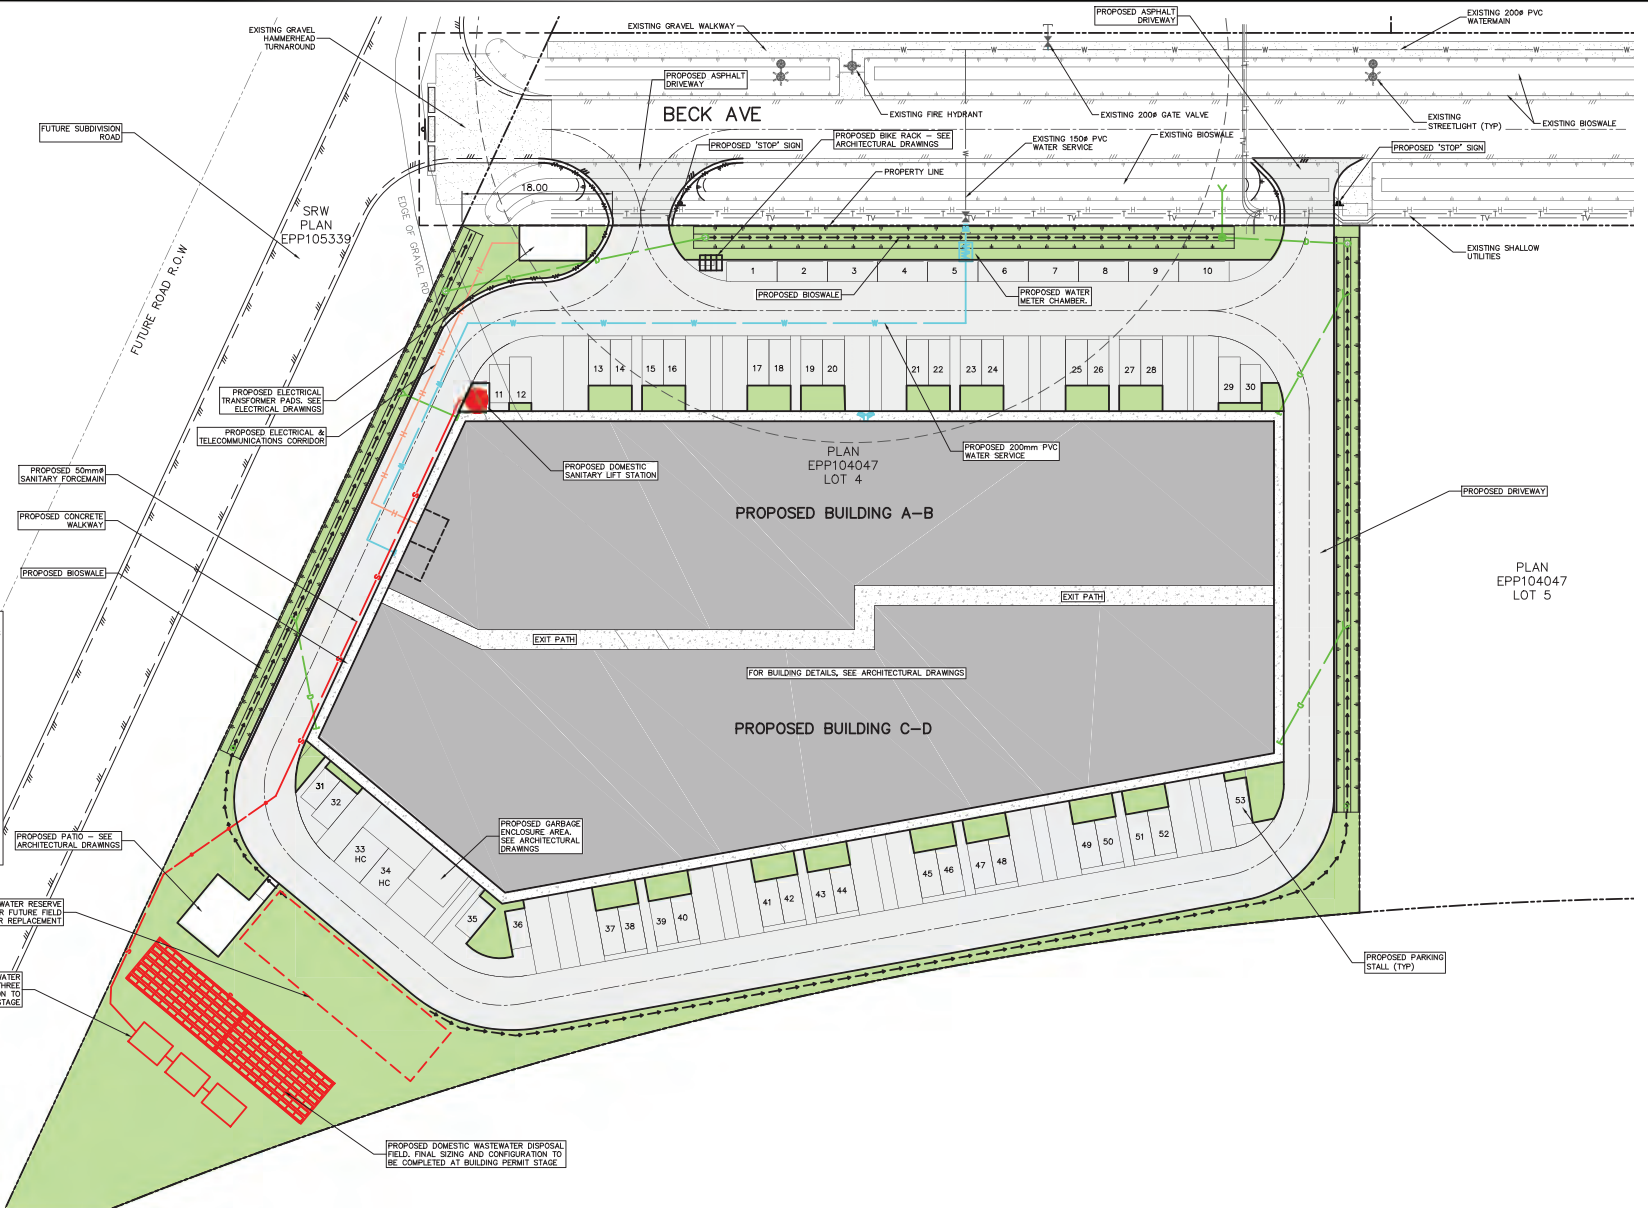 EXISTING GRAVEL
HAMMERHEAD
TURNAROUND
EXISTING GRAVEL WALKWAY
PROPOSED ASPHALT
DRIVEWAY
EXISTING 200ø PVC
WATERMAIN
PROPOSED ASPHALT
DRIVEWAY
BECK AVE
EXISTING FIRE HYDRANT
EXISTING 200ø GATE VALVE
EXISTING
STREETLIGHT (TYP)
EXISTING BIOSWALE
FUTURE SUBDIVISION
ROAD
PROPOSED 'STOP' SIGN
PROPOSED BIKE RACK – SEE
ARCHITECTURAL DRAWINGS
EXISTING 150ø PVC
WATER SERVICE
EXISTING BIOSWALE
PROPOSED 'STOP' SIGN
PROPERTY LINE
18.00
SRW
PLAN
EPP105339
EDGE OF GRAVEL RD
FUTURE ROAD R.O.W
EXISTING SHALLOW
UTILITIES
1 2 3 4 5 6 7 8 9 10
PROPOSED BIOSWALE
PROPOSED WATER
METER CHAMBER.
11 12 13 14 15 16 17 18 19 20 21 22 23 24 25 26 27 28 29 30
PROPOSED ELECTRICAL
TRANSFORMER PADS. SEE
ELECTRICAL DRAWINGS
PROPOSED ELECTRICAL &
TELECOMMUNICATIONS CORRIDOR
PROPOSED DOMESTIC
SANITARY LIFT STATION
PLAN
EPP104047
LOT 4
PROPOSED 200mm PVC
WATER SERVICE
PROPOSED 50mmø
SANITARY FORCEMAIN
PROPOSED CONCRETE
WALKWAY
PROPOSED BIOSWALE
PROPOSED BUILDING A–B
PROPOSED DRIVEWAY
PLAN
EPP104047
LOT 5
EXIT PATH
EXIT PATH
FOR BUILDING DETAILS, SEE ARCHITECTURAL DRAWINGS
PROPOSED BUILDING C–D
31
32
33
HC
34
HC
35
36
37 38 39 40 41 42 43 44 45 46 47 48 49 50 51 52 53
PROPOSED GARBAGE
ENCLOSURE AREA.
SEE ARCHITECTURAL
DRAWINGS
PROPOSED PATIO – SEE
ARCHITECTURAL DRAWINGS
WATER RESERVE
R FUTURE FIELD
R REPLACEMENT
WATER
THREE
ON TO
STAGE
PROPOSED PARKING
STALL (TYP)
PROPOSED DOMESTIC WASTEWATER DISPOSAL
FIELD. FINAL SIZING AND CONFIGURATION TO
BE COMPLETED AT BUILDING PERMIT STAGE